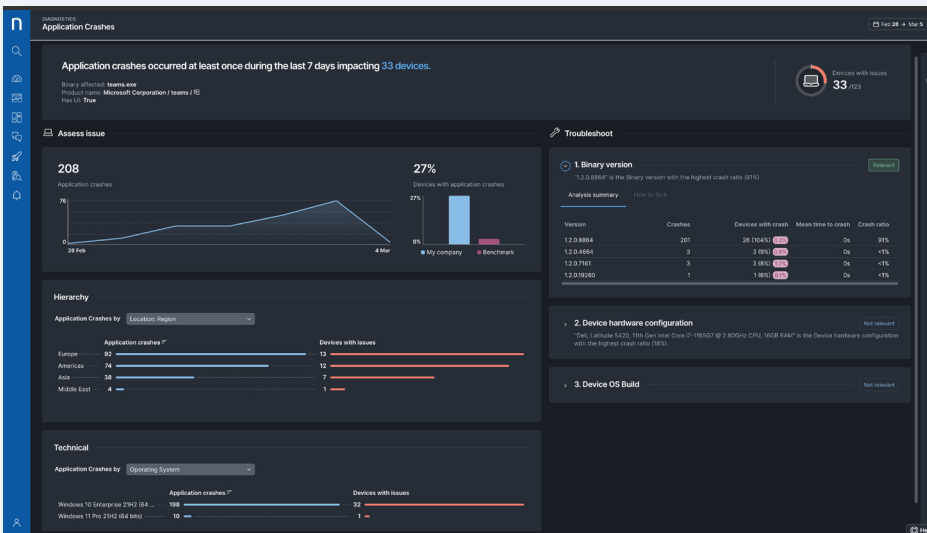 n
DIAGNOSTICS
Application Crashes
Feb 26 → Mar 5
Application crashes occurred at least once during the last 7 days impacting 33 devices.
Binary affected: teams.exe
Product name: Microsoft Corporation / teams /
Has UI True
Devices with issues
33 /123
Assess issue
208
Application crashes
76
0
26 Feb
4 Mar
27%
Devices with application crashes
27%
0%
My company
Benchmark
Hierarchy
Application Crashes by Location: Region
Application crashes
Devices with issues
Europe 92 13
Americas 74 12
Asia 38 7
Middle East 4 1
Technical
Application Crashes by Operating System
Application crashes
Devices with issues
Windows 10 Enterprise 21H2 (64 ... 198 32
Windows 11 Pro 21H2 (64 bits) 10 1
Troubleshoot
1. Binary version
Relevant
"1.2.0.8864" is the Binary version with the highest crash ratio (91%).
Analysis summary
How to fix it
Version Crashes Devices with crash Mean time to crash Crash ratio
1.2.0.8864 201 26 (104%) 0s 91%
1.2.0.4664 3 3 (9%) 0s <1%
1.2.0.7161 3 3 (8%) 1.7% 0s <1%
1.2.0.19260 1 1 (6%) 0.1% 0s <1%
2. Device hardware configuration
Not relevant
"Dell, Latitude 5420, 11th Gen Intel Core i7-1165G7 @ 2.80GHz CPU, 16GB RAM" is the Device hardware configuration
with the highest crash ratio (18%).
3. Device OS Build
Not relevant
He